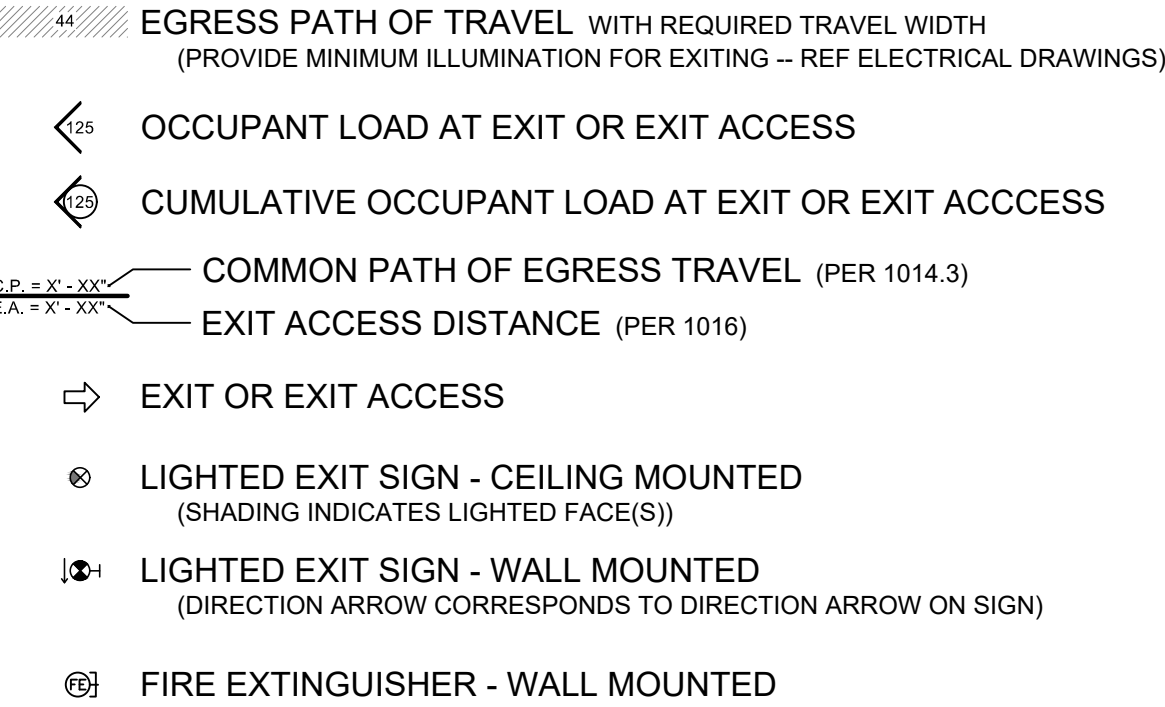 44 EGRESS PATH OF TRAVEL WITH REQUIRED TRAVEL WIDTH
(PROVIDE MINIMUM ILLUMINATION FOR EXITING -- REF ELECTRICAL DRAWINGS)
125 OCCUPANT LOAD AT EXIT OR EXIT ACCESS
125 CUMULATIVE OCCUPANT LOAD AT EXIT OR EXIT ACCCESS
C.P. = X' - XX" COMMON PATH OF EGRESS TRAVEL (PER 1014.3)
E.A. = X' - XX" EXIT ACCESS DISTANCE (PER 1016)
EXIT OR EXIT ACCESS
LIGHTED EXIT SIGN - CEILING MOUNTED
(SHADING INDICATES LIGHTED FACE(S))
LIGHTED EXIT SIGN - WALL MOUNTED
(DIRECTION ARROW CORRESPONDS TO DIRECTION ARROW ON SIGN)
FE FIRE EXTINGUISHER - WALL MOUNTED